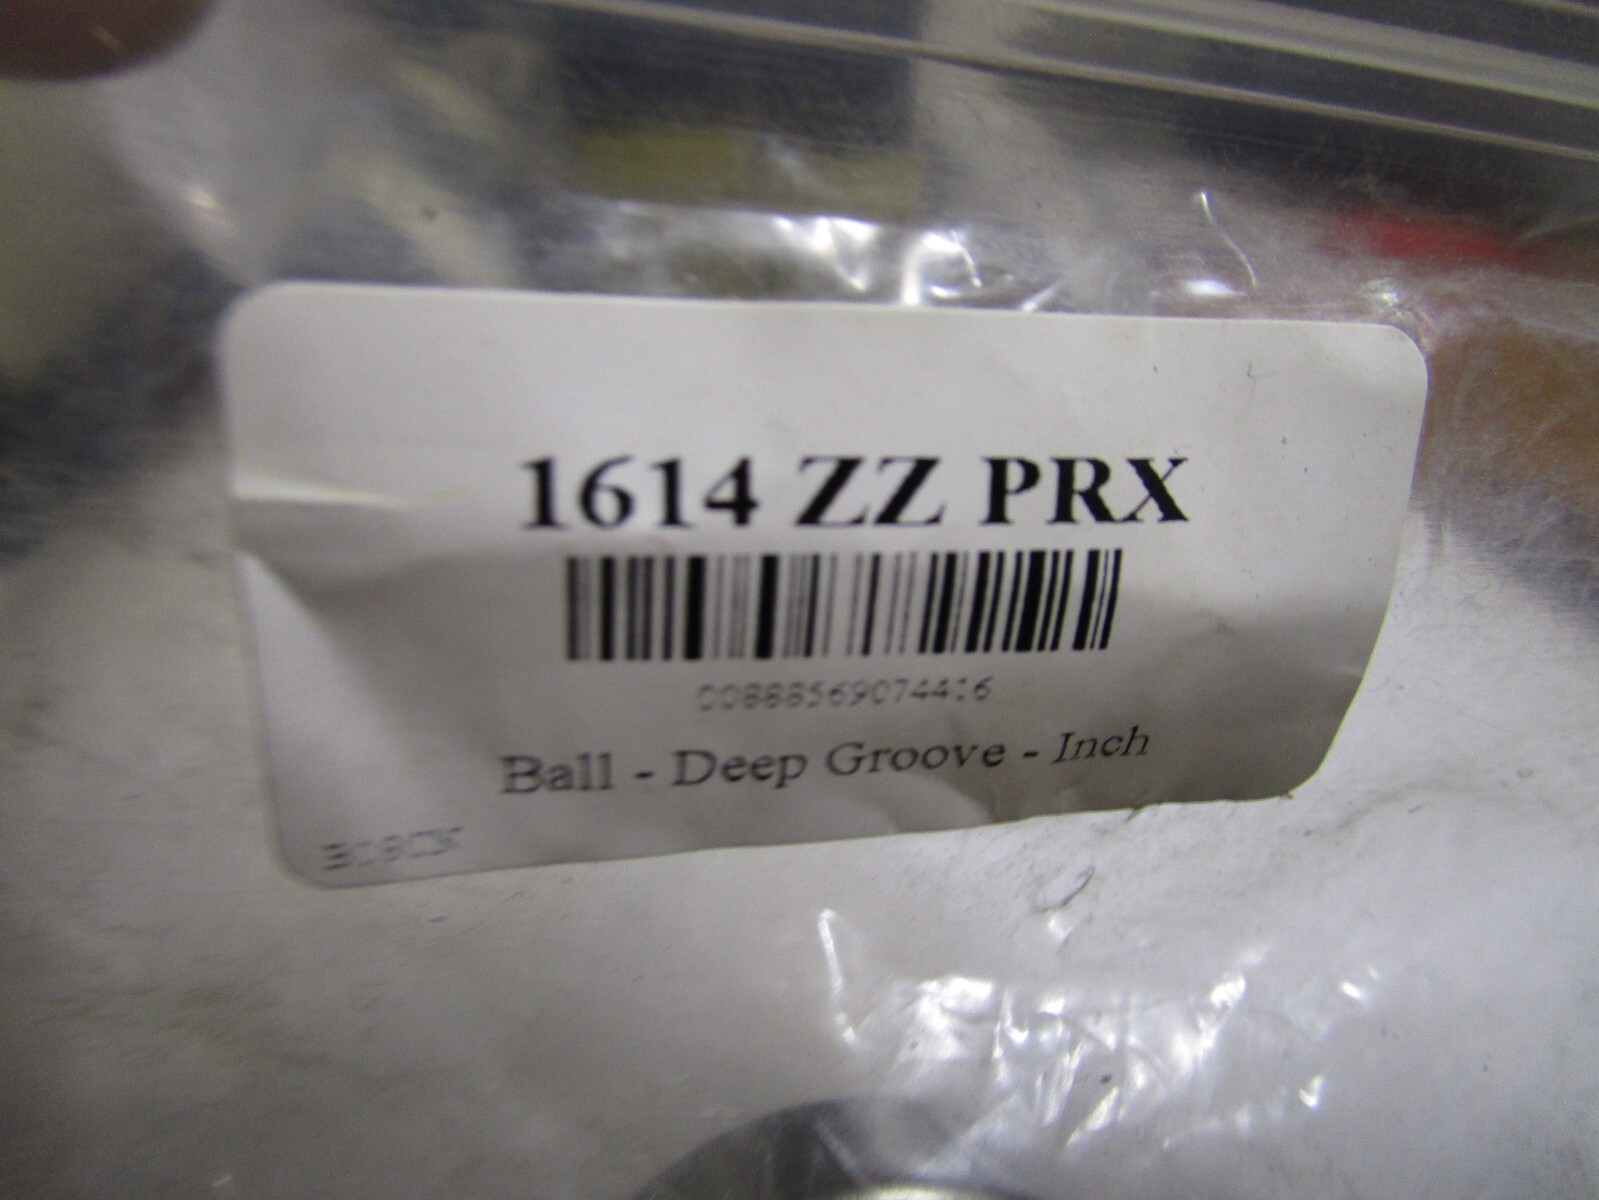 1614 ZZ PRX
00888569074416
Ball - Deep Groove - Inch